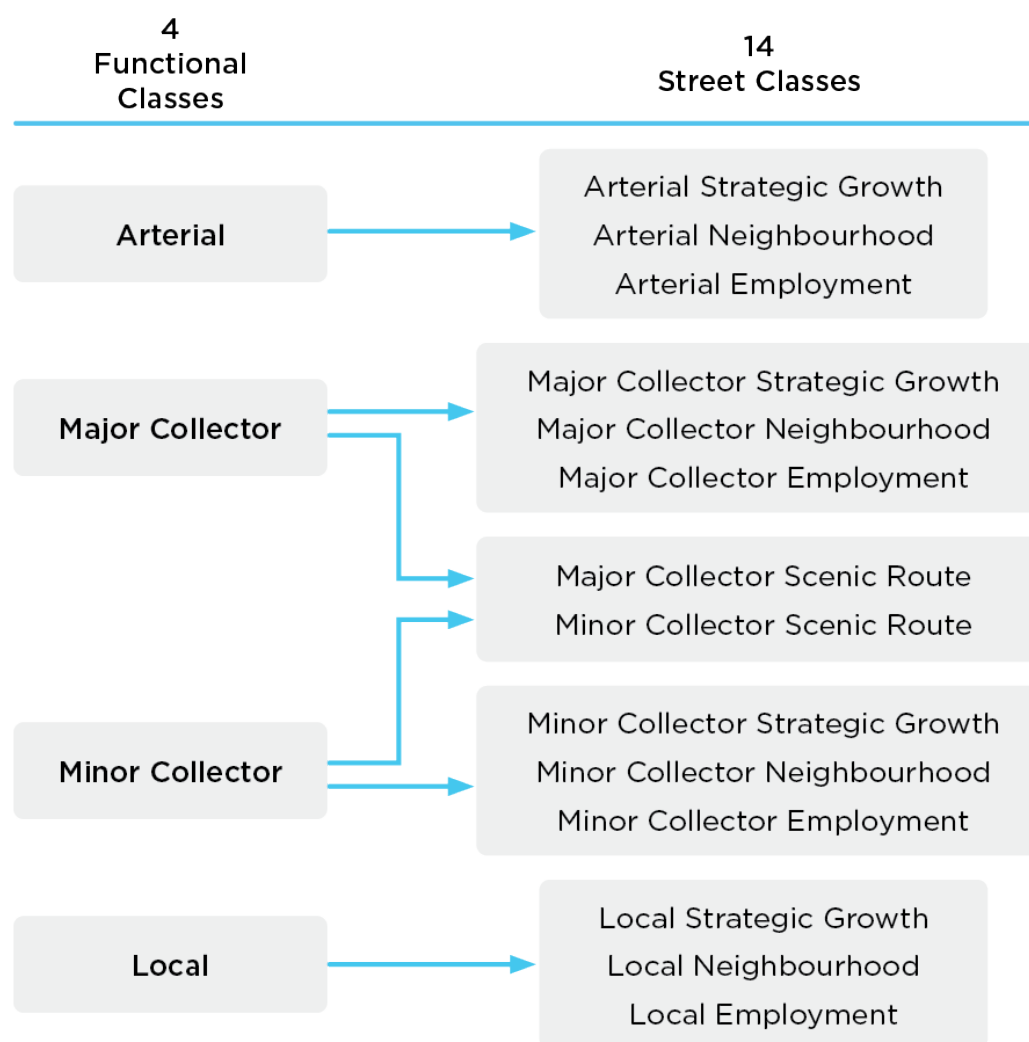 4
Functional
Classes
14
Street Classes
Arterial
Arterial Strategic Growth
Arterial Neighbourhood
Arterial Employment
Major Collector
Major Collector Strategic Growth
Major Collector Neighbourhood
Major Collector Employment
Major Collector Scenic Route
Minor Collector Scenic Route
Minor Collector
Minor Collector Strategic Growth
Minor Collector Neighbourhood
Minor Collector Employment
Local
Local Strategic Growth
Local Neighbourhood
Local Employment